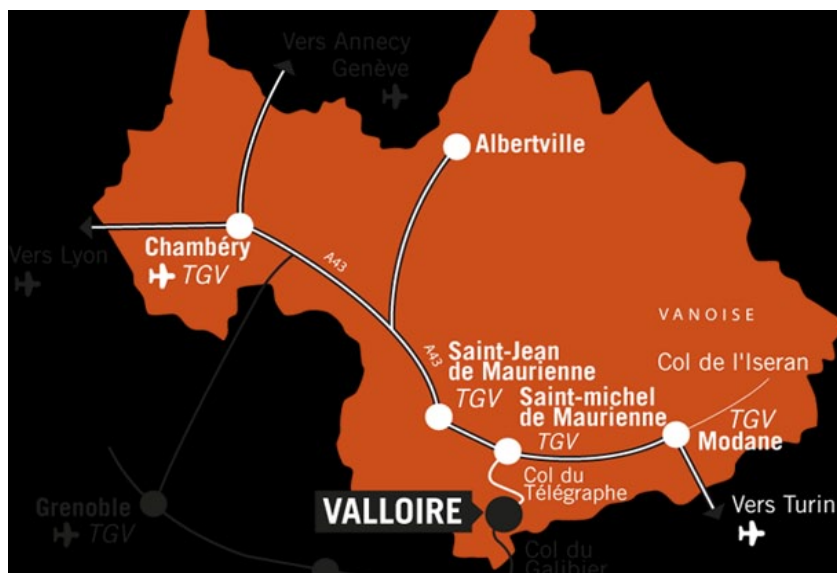 Vers Annecy
Genève
Albertville
Chambéry
TGV
Vers Lyon
A43
VANOISE
Col de l'Iseran
A43
Saint-Jean
de Maurienne
TGV
Saint-michel
de Maurienne
TGV
TGV
Modane
Col du
Télégraphe
Grenoble
TGV
VALLOIRE
Vers Turin
Col du
Galibier